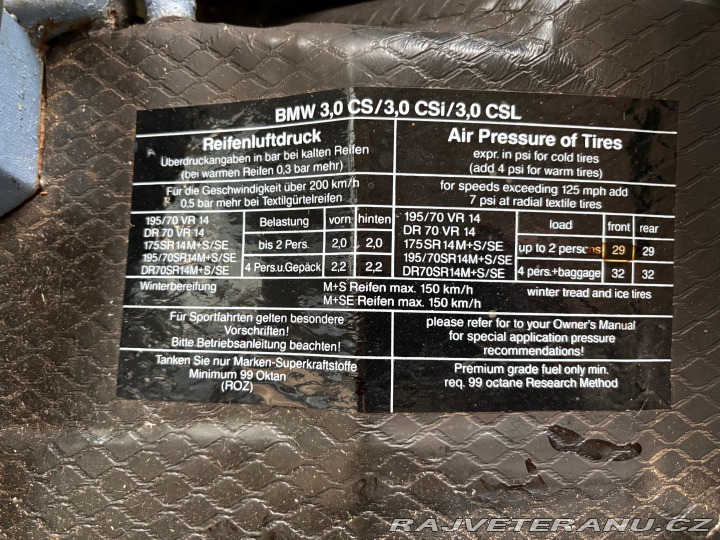 BMW 3,0 CS/3,0 CSi/3,0 CSL
Reifenluftdruck
Überdruckangaben in bar bei kalten Reifen
(bei warmen Reifen 0,3 bar mehr)
Für die Geschwindigkeit über 200 km/h
0,5 bar mehr bei Textilgürtelreifen
195/70 VR 14
DR 70 VR 14
175SR14M+S/SE
195/70SR14M+S/SE
DR70SR14M+S/SE
Belastung vorn hinten
bis 2 Pers. 2,0 2,0
4 Pers.u.Gepäck 2,2 2,2
Air Pressure of Tires
expr. in psi for cold tires
(add 4 psi for warm tires)
for speeds exceeding 125 mph add
7 psi at radial textile tires
195/70 VR 14
DR 70 VR 14
175SR14M+S/SE
195/70SR14M+S/SE
DR70SR14M+S/SE
load front rear
up to 2 persons 29 29
4 pers.+baggage 32 32
Winterbereifung M+S Reifen max. 150 km/h winter tread and ice tires
M+SE Reifen max. 150 km/h
Für Sportfahrten gelten besondere
Vorschriften!
Bitte Betriebsanleitung beachten!
please refer for to your Owner's Manual
for special application pressure
recommendations!
Tanken Sie nur Marken-Superkraftstoffe
Minimum 99 Oktan
(ROZ)
Premium grade fuel only min.
req. 99 octane Research Method
RAJVETERANU.CZ